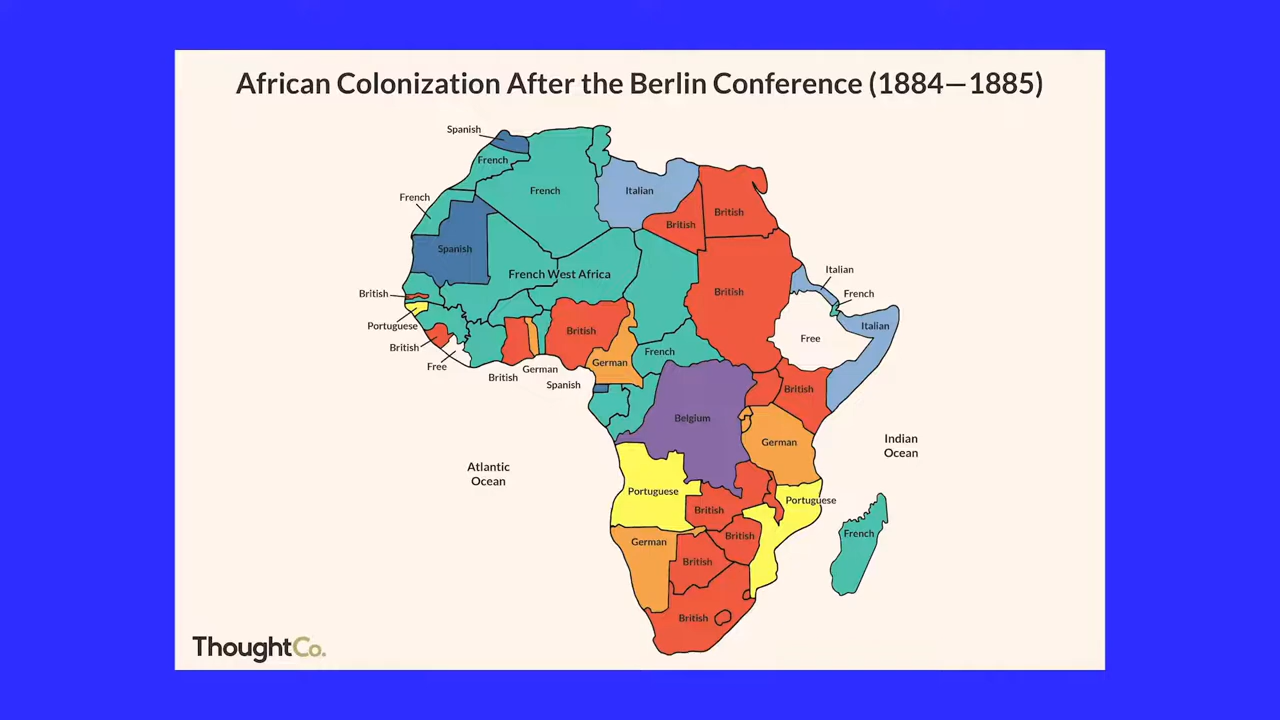 African Colonization After the Berlin Conference (1884—1885)
Spanish
French
French
Italian
French
British
British
Spanish
Italian
French West Africa
British
British
French
Portuguese
Italian
British
British
Free
French
German
Free
German
British
Spanish
British
Belgium
Indian
Ocean
German
Atlantic
Ocean
Portuguese
Portuguese
British
French
British
German
British
British
ThoughtCo.